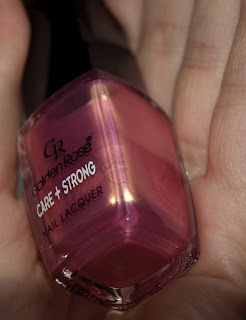 GR
Golden Rose
CARE + STRONG
NAIL LACQUER